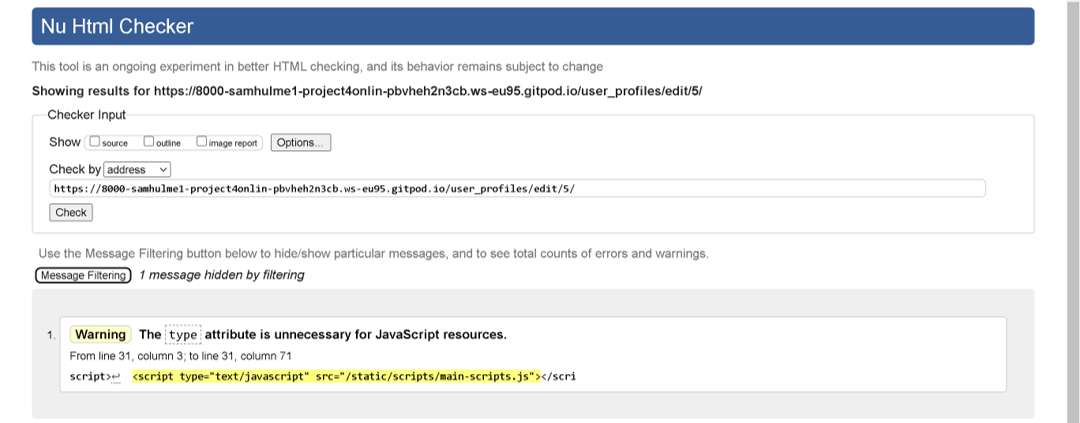 Nu Html Checker
This tool is an ongoing experiment in better HTML checking, and its behavior remains subject to change
Showing results for https://8000-samhulme1-project4onlin-pbvheh2n3cb.ws-eu95.gitpod.io/user_profiles/edit/5/
Checker Input
Show source outline image report Options...
Check by address
https://8000-samhulme1-project4onlin-pbvheh2n3cb.ws-eu95.gitpod.io/user_profiles/edit/5/
Check
Use the Message Filtering button below to hide/show particular messages, and to see total counts of errors and warnings.
Message Filtering 1 message hidden by filtering
1. Warning The type attribute is unnecessary for JavaScript resources.
From line 31, column 3; to line 31, column 71
script>↩ <script type="text/javascript" src="/static/scripts/main-scripts.js"></scri